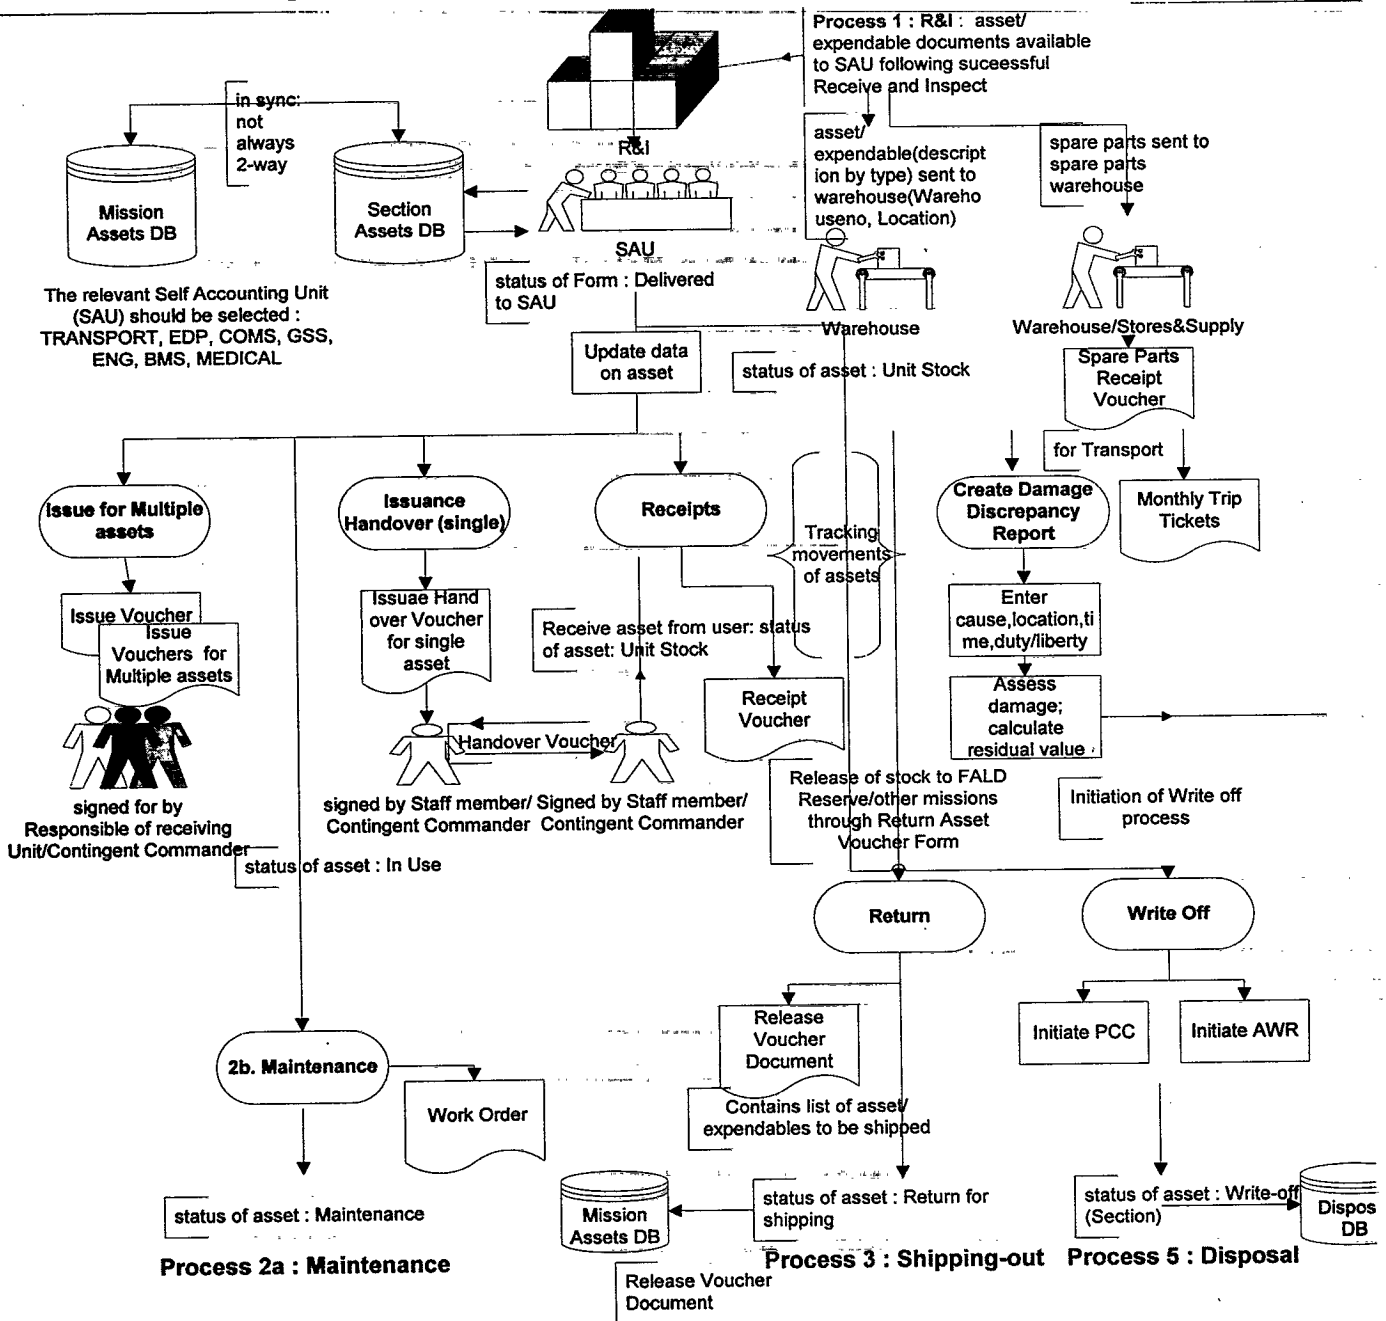 Process 1 : R&I : asset/
expendable documents available
to SAU following suceessful
Receive and Inspect
in sync:
not
always
2-way
R&I
asset/
expendable(descript
ion by type) sent to
warehouse(Wareho
useno, Location)
spare parts sent to
spare parts
warehouse
Mission
Assets DB
Section
Assets DB
SAU
The relevant Self Accounting Unit
(SAU) should be selected :
TRANSPORT, EDP, COMS, GSS,
ENG, BMS, MEDICAL
status of Form : Delivered
to SAU
Warehouse
Warehouse/Stores&Supply
Update data
on asset
status of asset : Unit Stock
Spare Parts
Receipt
Voucher
for Transport
Issue for Multiple
assets
Issuance
Handover (single)
Receipts
Create Damage
Discrepancy
Report
Monthly Trip
Tickets
Tracking
movements
of assets
Issue Voucher
Issue
Vouchers for
Multiple assets
Issuae Hand
over Voucher
for single
asset
Receive asset from user: status
of asset: Unit Stock
Enter
cause,location,ti
me,duty/liberty
Receipt
Voucher
Assess
damage;
calculate
residual value
Handover Voucher
signed for by
Responsible of receiving
Unit/Contingent Commander
signed by Staff member/
Contingent Commander
Signed by Staff member/
Contingent Commander
Release of stock to FALD
Reserve/other missions
through Return Asset
Voucher Form
Initiation of Write off
process
status of asset : In Use
Return
Write Off
Release
Voucher
Document
Initiate PCC
Initiate AWR
2b. Maintenance
Work Order
Contains list of asset/
expendables to be shipped
status of asset : Maintenance
Mission
Assets DB
status of asset : Return for
shipping
status of asset : Write-off
(Section)
Dispos
DB
Process 2a : Maintenance
Process 3 : Shipping-out
Process 5 : Disposal
Release Voucher
Document